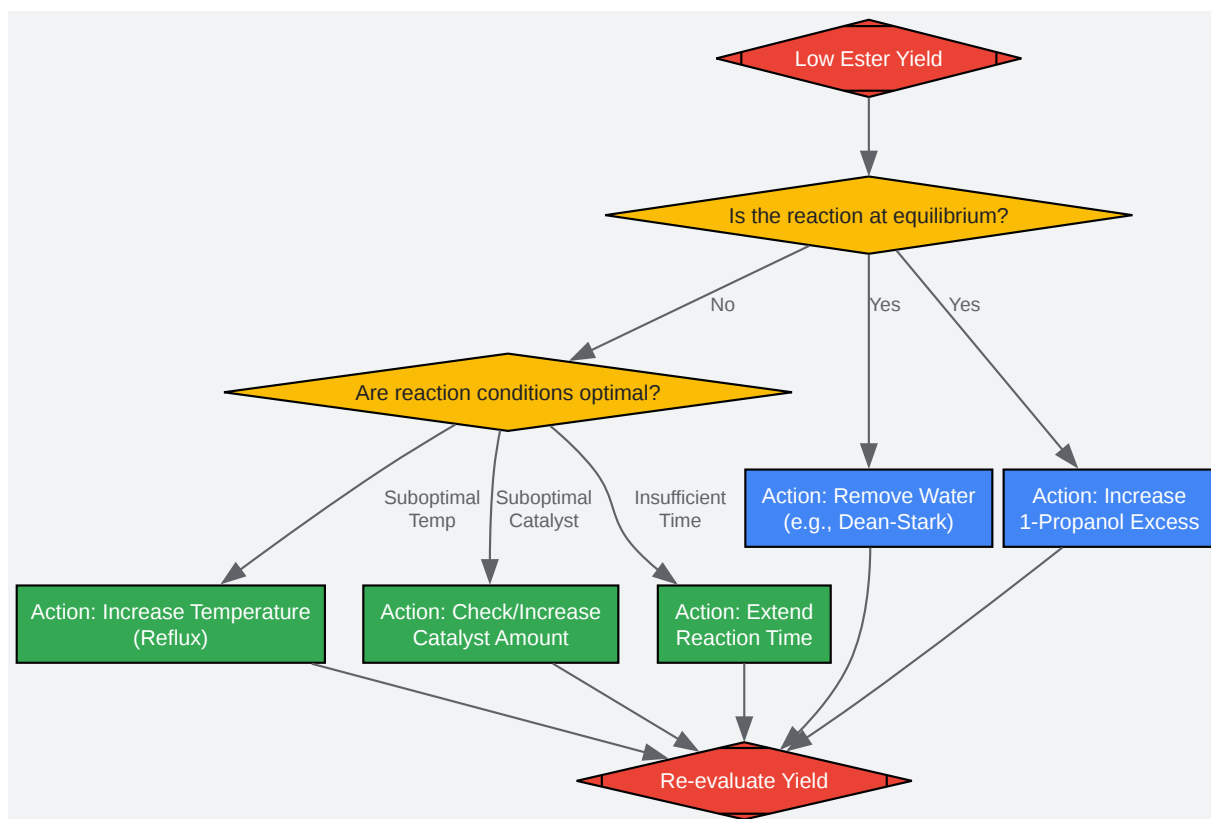 Low Ester Yield
Is the reaction at equilibrium?
No
Yes
Yes
Are reaction conditions optimal?
Suboptimal
Temp
Suboptimal
Catalyst
Insufficient
Time
Action: Remove Water
(e.g., Dean-Stark)
Action: Increase
1-Propanol Excess
Action: Increase Temperature
(Reflux)
Action: Check/Increase
Catalyst Amount
Action: Extend
Reaction Time
Re-evaluate Yield